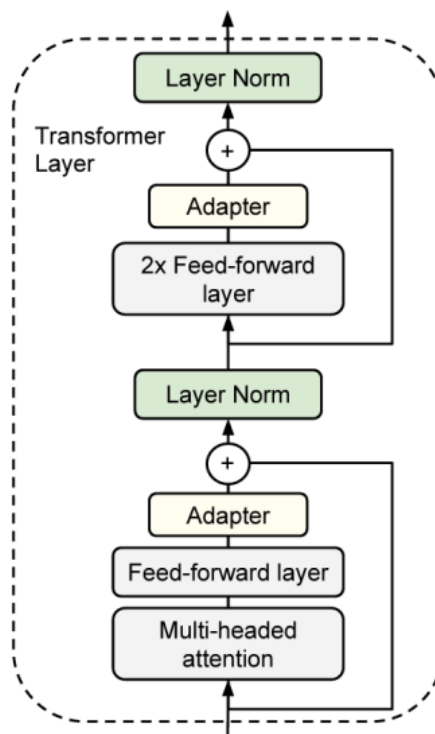 Layer Norm
Transformer
Layer
+
Adapter
2x Feed-forward
layer
Layer Norm
+
Adapter
Feed-forward layer
Multi-headed
attention